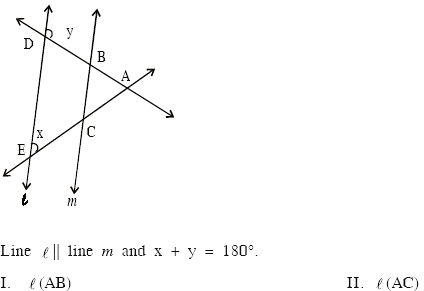 D
y
B
A
C
x
E
ℓ
m
Line ℓ ∥ line m and x + y = 180°.
I. ℓ (AB) II. ℓ (AC)